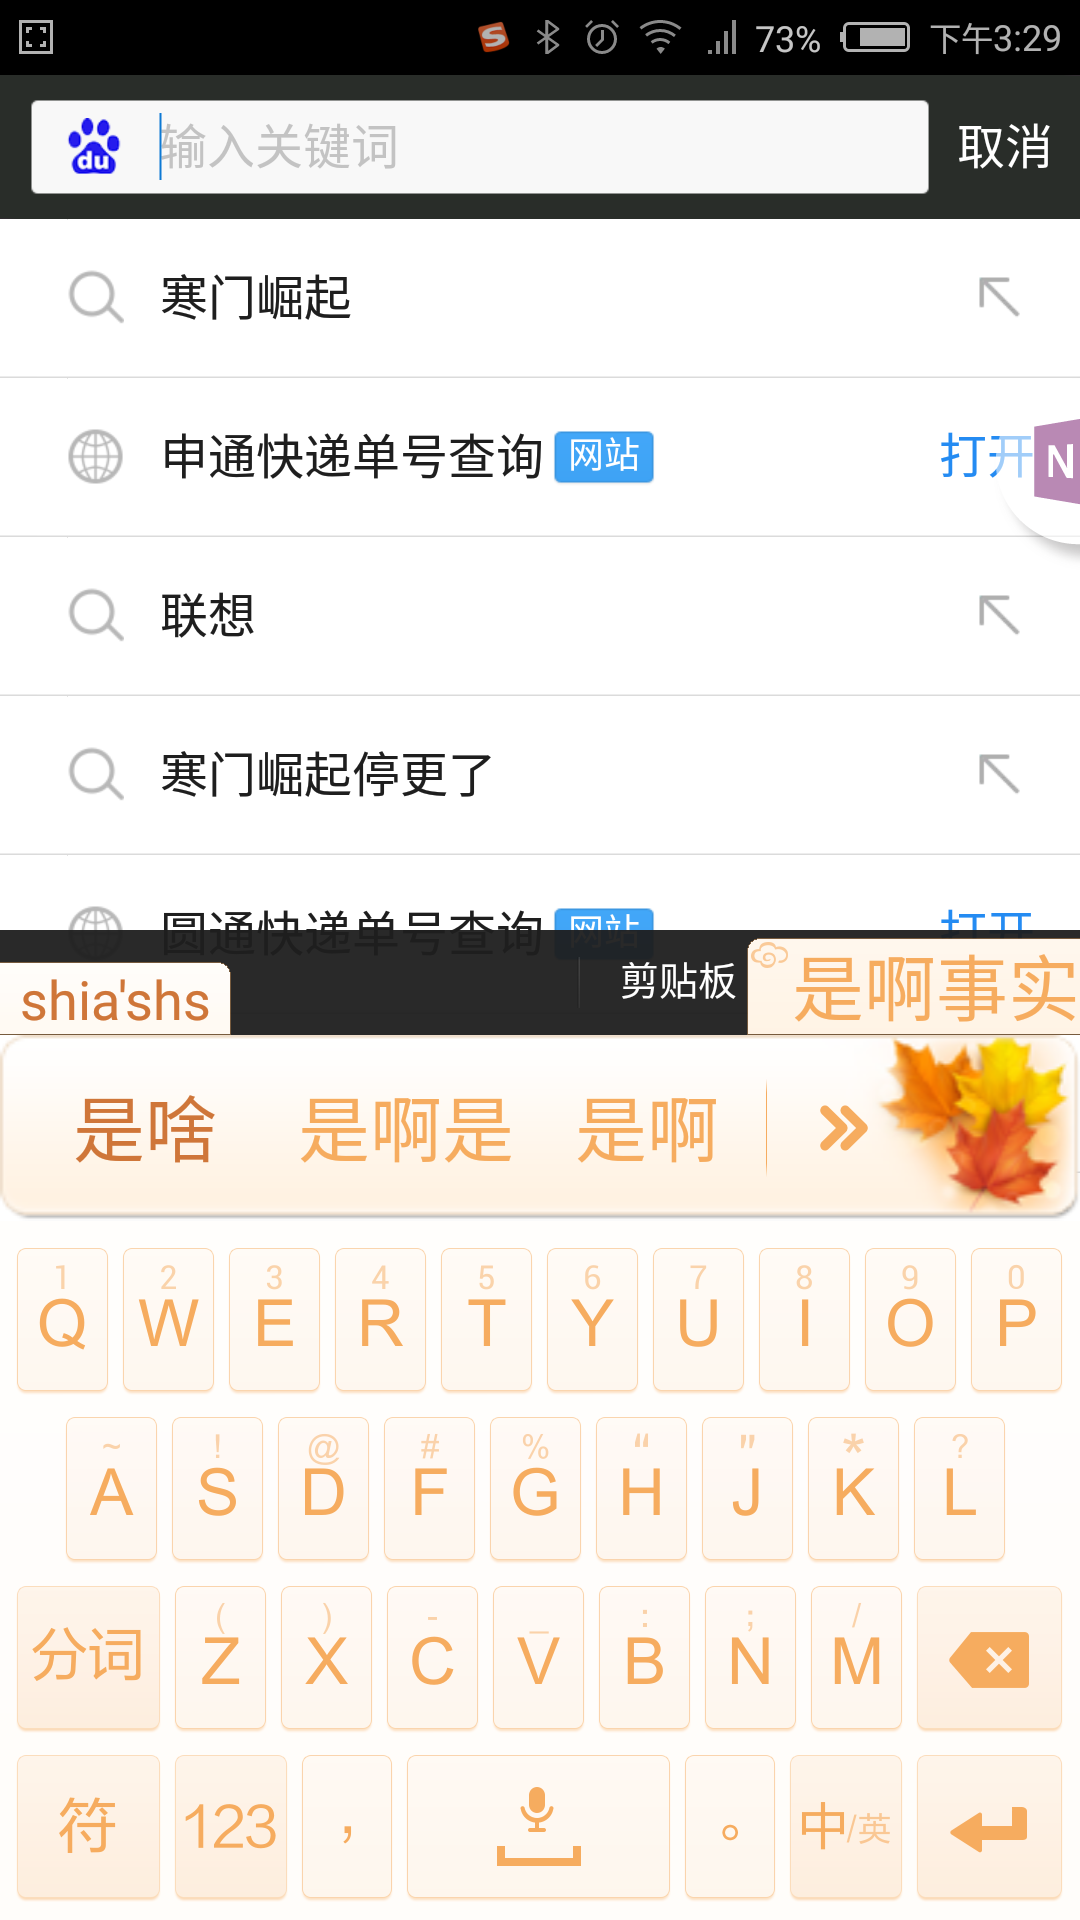 73% 下午3:29
du 输入关键词 取消
寒门崛起
申通快递单号查询 网站 打开 N
联想
寒门崛起停更了
圆通快递单号查询 网站 打开
shia'shs 剪贴板 是啊事实
是啥 是啊是 是啊
1 2 3 4 5 6 7 8 9 0
Q W E R T Y U I O P
~ ! @ # % “ " * ?
A S D F G H J K L
( ) - _ : ; /
分词 Z X C V B N M
符 123 ， 。 中/英